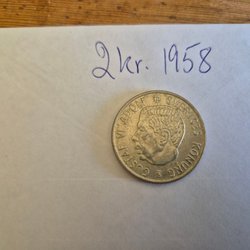 2 kr. 1958
GUSTAF VI ADOLF ✻ SVERIGES KONUNG